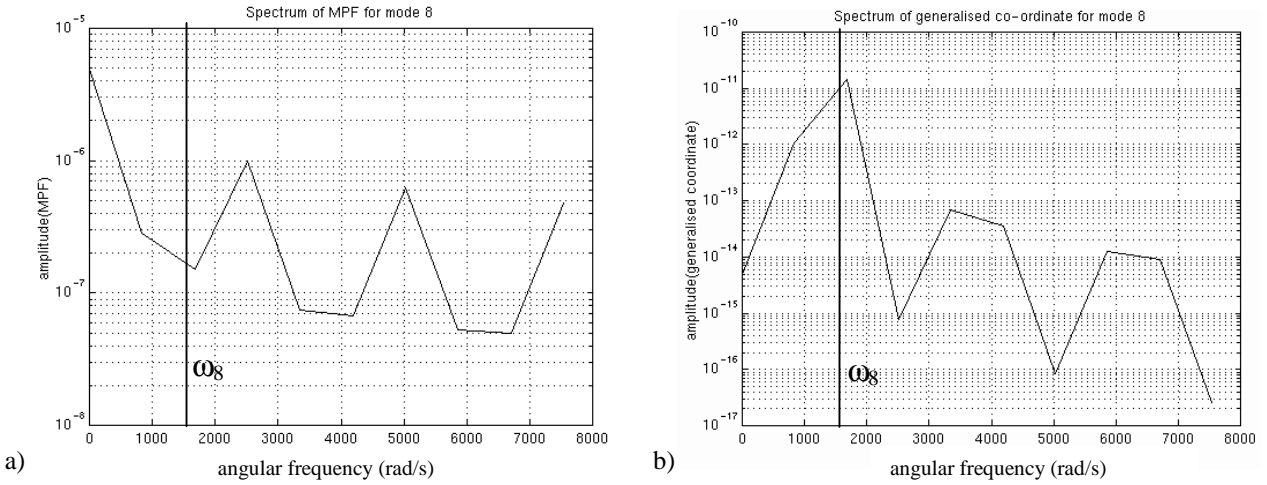 Spectrum of MPF for mode 8
10⁻⁵
10⁻⁶
10⁻⁷
10⁻⁸
amplitude(MPF)
ω₈
0 1000 2000 3000 4000 5000 6000 7000 8000
a) angular frequency (rad/s)
Spectrum of generalised co-ordinate for mode 8
10⁻¹⁰
10⁻¹¹
10⁻¹²
10⁻¹³
10⁻¹⁴
10⁻¹⁵
10⁻¹⁶
10⁻¹⁷
amplitude(generalised coordinate)
ω₈
0 1000 2000 3000 4000 5000 6000 7000 8000
b) angular frequency (rad/s)